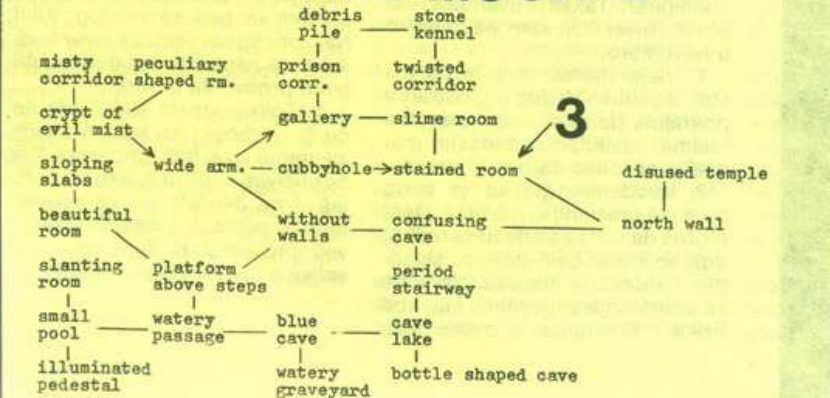 debris
pile
stone
kennel
misty
corridor
peculiary
shaped rm.
prison
corr.
twisted
corridor
crypt of
evil mist
gallery
slime room
3
sloping
slabs
wide arm.
cubbyhole
stained room
disused temple
beautiful
room
without
walls
confusing
cave
north wall
slanting
room
platform
above steps
period
stairway
small
pool
watery
passage
blue
cave
cave
lake
illuminated
pedestal
watery
graveyard
bottle shaped cave